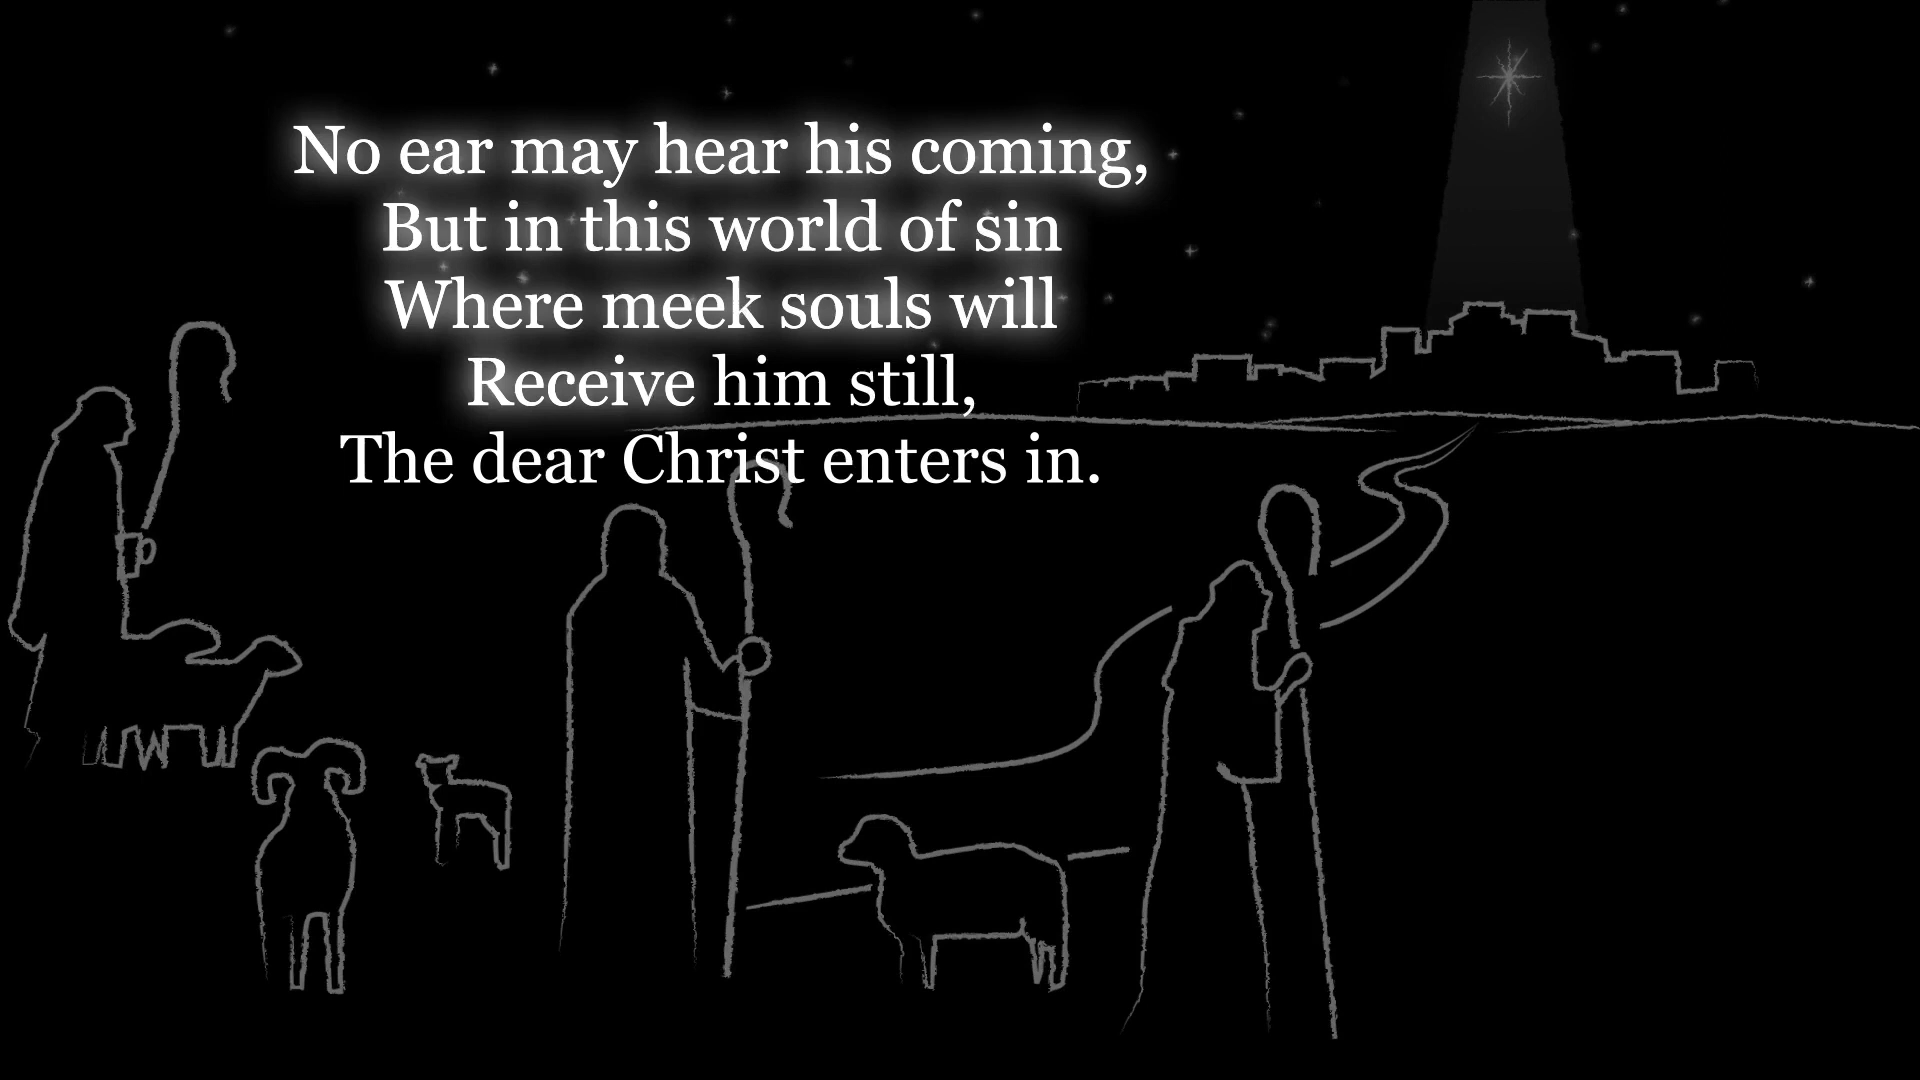 No ear may hear his coming,
But in this world of sin
Where meek souls will
Receive him still,
The dear Christ enters in.